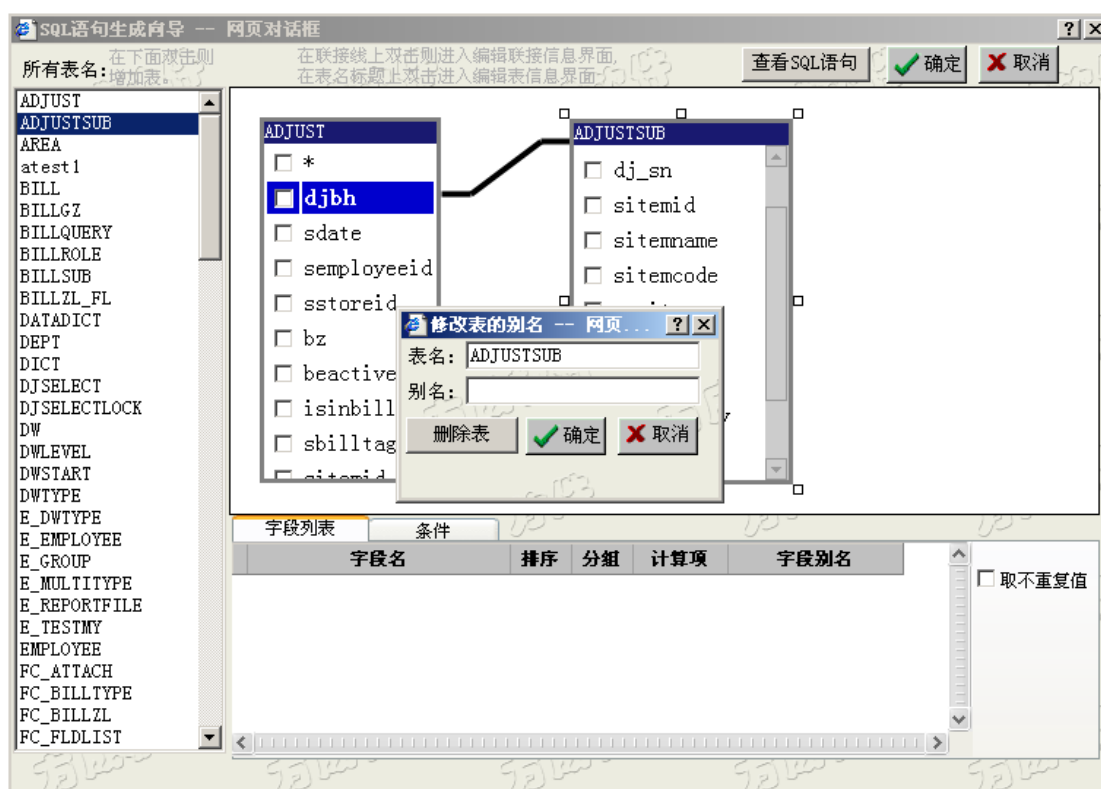 SQL语句生成向导 -- 网页对话框
所有表名:
在下面双击则
增加表。
在联接线上双击则进入编辑联接信息界面,
在表名标题上双击进入编辑表信息界面
查看SQL语句
确定
取消
ADJUST
ADJUSTSUB
AREA
atest1
BILL
BILLGZ
BILLQUERY
BILLROLE
BILLSUB
BILLZL_FL
DATADICT
DEPT
DICT
DJSELECT
DJSELECTLOCK
DW
DWLEVEL
DWSTART
DWTYPE
E_DWTYPE
E_EMPLOYEE
E_GROUP
E_MULTITYPE
E_REPORTFILE
E_TESTMY
EMPLOYEE
FC_ATTACH
FC_BILLTYPE
FC_BILLZL
FC_FLDLIST
ADJUST
*
djbh
sdate
semployeeid
sstoreid
bz
beactive
isinbill
sbilltag
sitemid
ADJUSTSUB
dj_sn
sitemid
sitemname
sitemcode
修改表的别名 -- 网页...
表名: ADJUSTSUB
别名:
删除表
确定
取消
字段列表
条件
字段名
排序
分组
计算项
字段别名
取不重复值